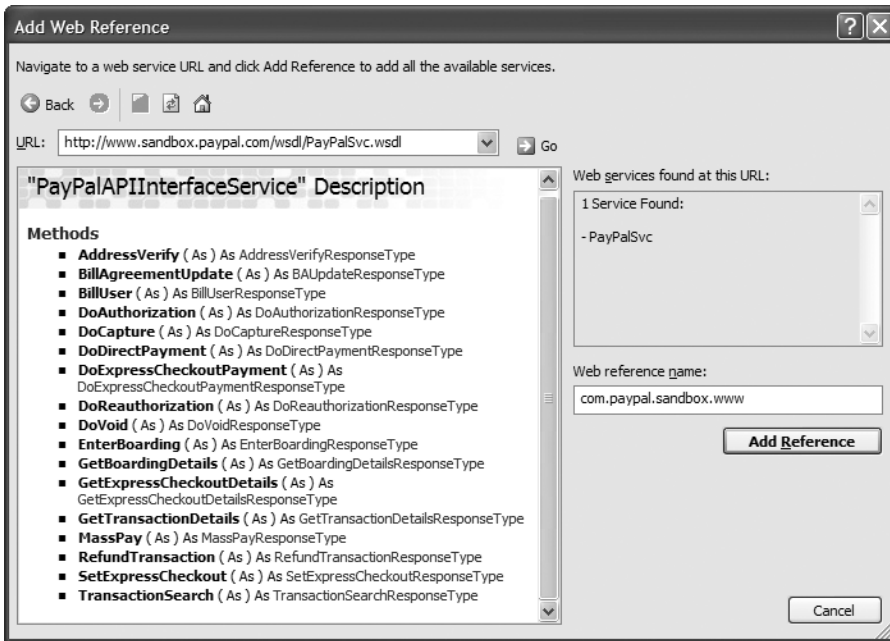 Add Web Reference
Navigate to a web service URL and click Add Reference to add all the available services.
Back
URL: http://www.sandbox.paypal.com/wsdl/PayPalSvc.wsdl Go
"PayPalAPIInterfaceService" Description
Methods
AddressVerify ( As ) As AddressVerifyResponseType
BillAgreementUpdate ( As ) As BAUpdateResponseType
BillUser ( As ) As BillUserResponseType
DoAuthorization ( As ) As DoAuthorizationResponseType
DoCapture ( As ) As DoCaptureResponseType
DoDirectPayment ( As ) As DoDirectPaymentResponseType
DoExpressCheckoutPayment ( As ) As
DoExpressCheckoutPaymentResponseType
DoReauthorization ( As ) As DoReauthorizationResponseType
DoVoid ( As ) As DoVoidResponseType
EnterBoarding ( As ) As EnterBoardingResponseType
GetBoardingDetails ( As ) As GetBoardingDetailsResponseType
GetExpressCheckoutDetails ( As ) As
GetExpressCheckoutDetailsResponseType
GetTransactionDetails ( As ) As GetTransactionDetailsResponseType
MassPay ( As ) As MassPayResponseType
RefundTransaction ( As ) As RefundTransactionResponseType
SetExpressCheckout ( As ) As SetExpressCheckoutResponseType
TransactionSearch ( As ) As TransactionSearchResponseType
Web services found at this URL:
1 Service Found:
- PayPalSvc
Web reference name:
com.paypal.sandbox.www
Add Reference
Cancel